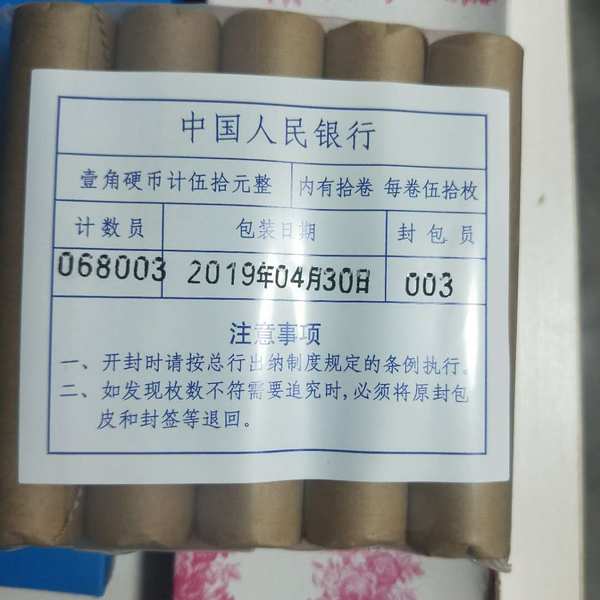 中国人民银行
壹角硬币计伍拾元整 内有拾卷 每卷伍拾枚
计数员 包装日期 封包员
068003 2019年04月30日 003
注意事项
一、开封时请按总行出纳制度规定的条例执行。
二、如发现枚数不符需要追究时,必须将原封包
皮和封签等退回。